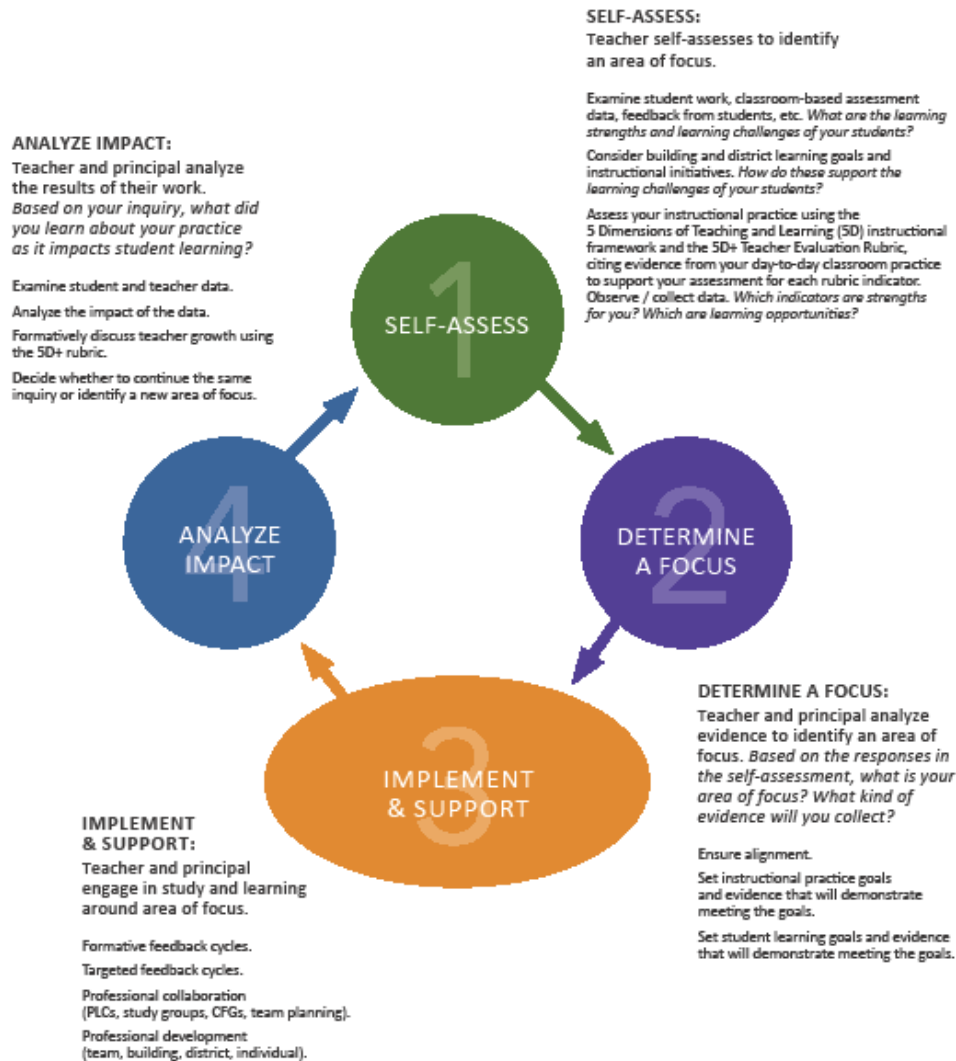 SELF-ASSESS:
Teacher self-assesses to identify
an area of focus.
Examine student work, classroom-based assessment
data, feedback from students, etc. What are the learning
strengths and learning challenges of your students?
Consider building and district learning goals and
instructional initiatives. How do these support the
learning challenges of your students?
Assess your instructional practice using the
5 Dimensions of Teaching and Learning (5D) instructional
framework and the 5D+ Teacher Evaluation Rubric,
citing evidence from your day-to-day classroom practice
to support your assessment for each rubric indicator.
Observe / collect data. Which indicators are strengths
for you? Which are learning opportunities?
ANALYZE IMPACT:
Teacher and principal analyze
the results of their work.
Based on your inquiry, what did
you learn about your practice
as it impacts student learning?
Examine student and teacher data.
Analyze the impact of the data.
Formatively discuss teacher growth using
the 5D+ rubric.
Decide whether to continue the same
inquiry or identify a new area of focus.
1
SELF-ASSESS
2
DETERMINE
A FOCUS
3
IMPLEMENT
& SUPPORT
4
ANALYZE
IMPACT
DETERMINE A FOCUS:
Teacher and principal analyze
evidence to identify an area of
focus. Based on the responses in
the self-assessment, what is your
area of focus? What kind of
evidence will you collect?
Ensure alignment.
Set instructional practice goals
and evidence that will demonstrate
meeting the goals.
Set student learning goals and evidence
that will demonstrate meeting the goals.
IMPLEMENT
& SUPPORT:
Teacher and principal
engage in study and learning
around area of focus.
Formative feedback cycles.
Targeted feedback cycles.
Professional collaboration
(PLCs, study groups, CFGs, team planning).
Professional development
(team, building, district, individual).